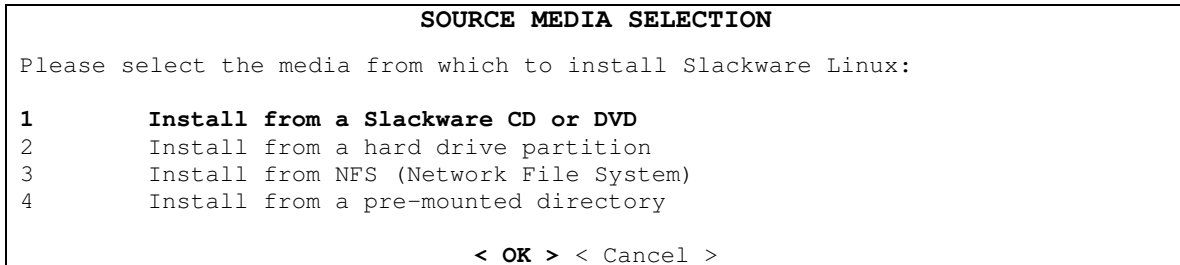 SOURCE MEDIA SELECTION
Please select the media from which to install Slackware Linux:
1 Install from a Slackware CD or DVD
2 Install from a hard drive partition
3 Install from NFS (Network File System)
4 Install from a pre-mounted directory
< OK > < Cancel >